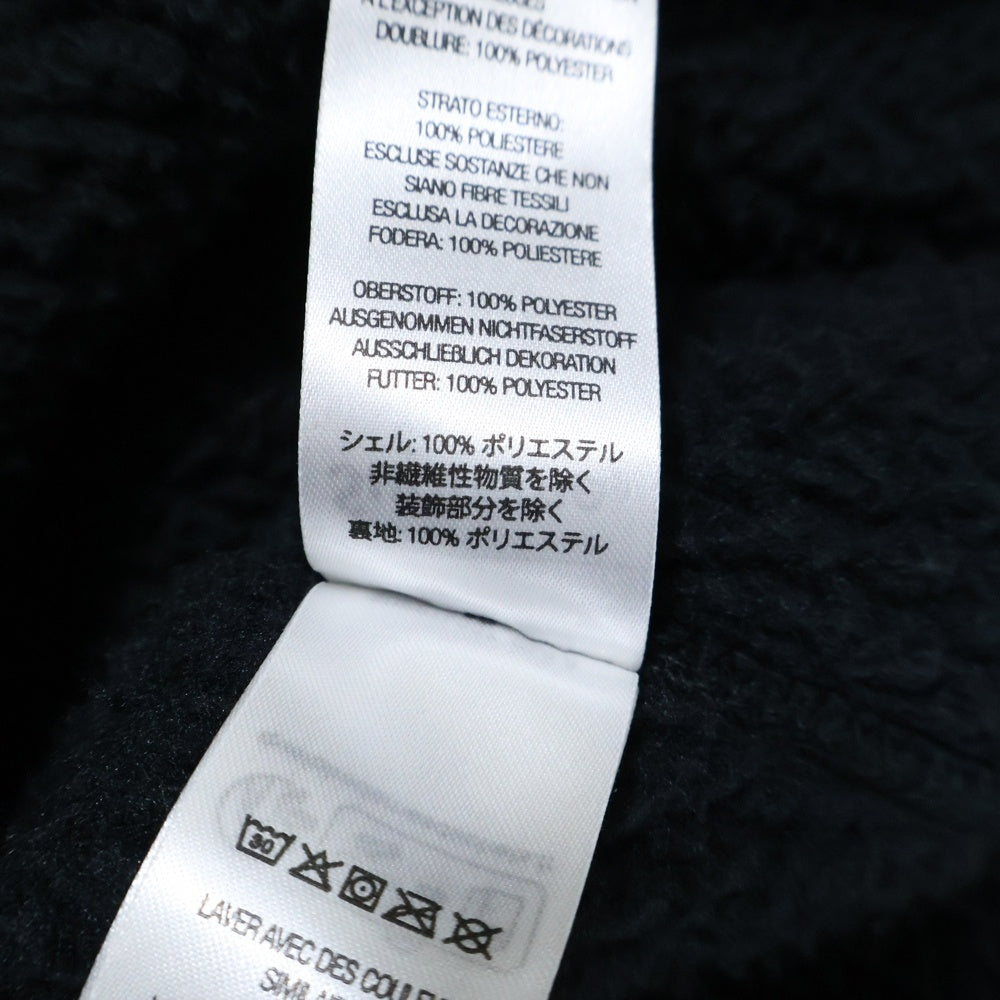 À L'EXCEPTION DES DÉCORATIONS
DOUBLURE: 100% POLYESTER
STRATO ESTERNO:
100% POLIESTERE
ESCLUSE SOSTANZE CHE NON
SIANO FIBRE TESSILI
ESCLUSA LA DECORAZIONE
FODERA: 100% POLIESTERE
OBERSTOFF: 100% POLYESTER
AUSGENOMMEN NICHTFASERSTOFF
AUSSCHLIEßLICH DEKORATION
FUTTER: 100% POLYESTER
シェル: 100% ポリエステル
非繊維性物質を除く
装飾部分を除く
裏地: 100% ポリエステル
30
LAVER AVEC DES